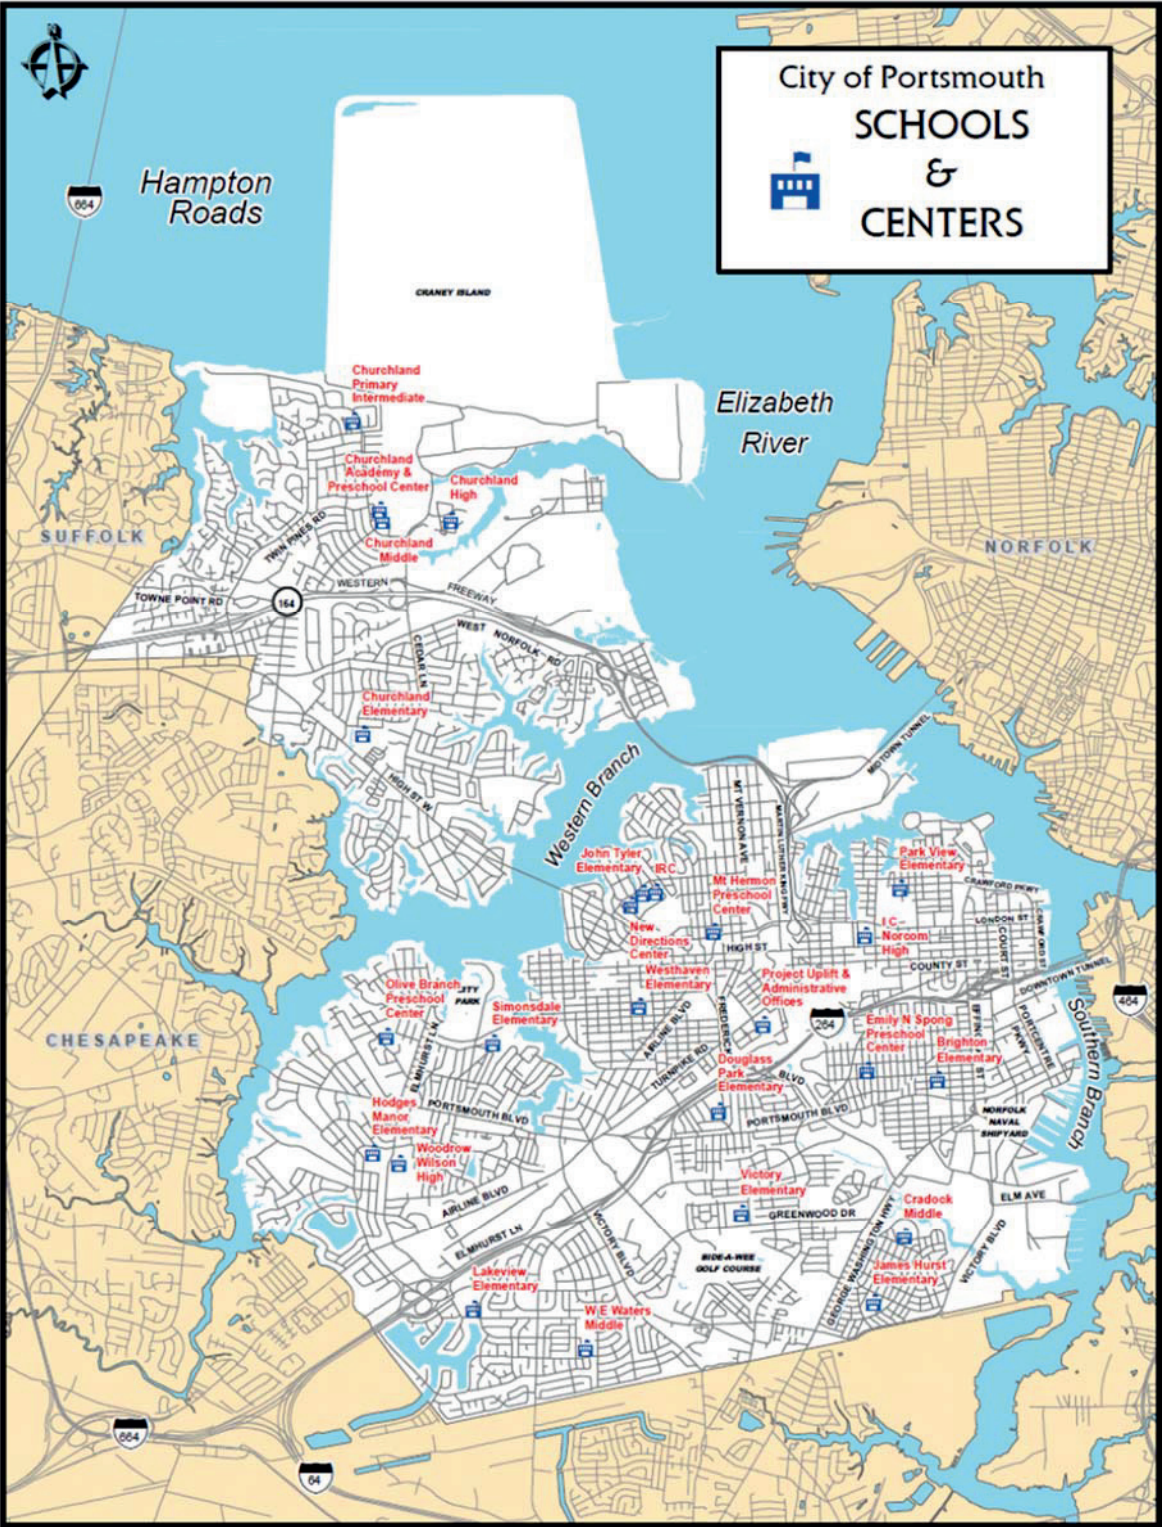 City of Portsmouth
SCHOOLS
&
CENTERS
664
Hampton
Roads
CRANEY ISLAND
Churchland
Primary
Intermediate
Elizabeth
River
Churchland
Academy &
Preschool Center
Churchland
High
SUFFOLK
TWIN PINES RD
Churchland
Middle
NORFOLK
WESTERN FREEWAY
TOWNE POINT RD
164
WEST NORFOLK RD
CEDAR LN
Churchland
Elementary
MIDTOWN TUNNEL
HIGH ST W
Western Branch
MT VERNON AVE
MARTIN LUTHER KING FWY
John Tyler
Elementary
IRC
Park View
Elementary
Mt Hermon
Preschool
Center
CRAWFORD PKWY
LONDON ST
CRAWFORD ST
COURT ST
I C
Norcom
High
New
Directions
Center
HIGH ST
COUNTY ST
DOWNTOWN TUNNEL
Westhaven
Elementary
Project Uplift &
Administrative
Offices
Olive Branch
Preschool
Center
CITY
PARK
Simonsdale
Elementary
464
264
AIRLINE BLVD
FREDERICK BLVD
EFFINGHAM ST
PORTCENTRE
PKWY
Southern Branch
Emily N Spong
Preschool
Center
Brighton
Elementary
CHESAPEAKE
ELMHURST LN
TURNPIKE RD
Douglass
Park
Elementary
Hodges
Manor
Elementary
PORTSMOUTH BLVD
PORTSMOUTH BLVD
NORFOLK
NAVAL
SHIPYARD
Woodrow
Wilson
High
Victory
Elementary
AIRLINE BLVD
ELM AVE
Cradock
Middle
GREENWOOD DR
ELMHURST LN
VICTORY BLVD
GEORGE WASHINGTON HWY
VICTORY BLVD
BIDE-A-WEE
GOLF COURSE
James Hurst
Elementary
Lakeview
Elementary
W E Waters
Middle
664
64